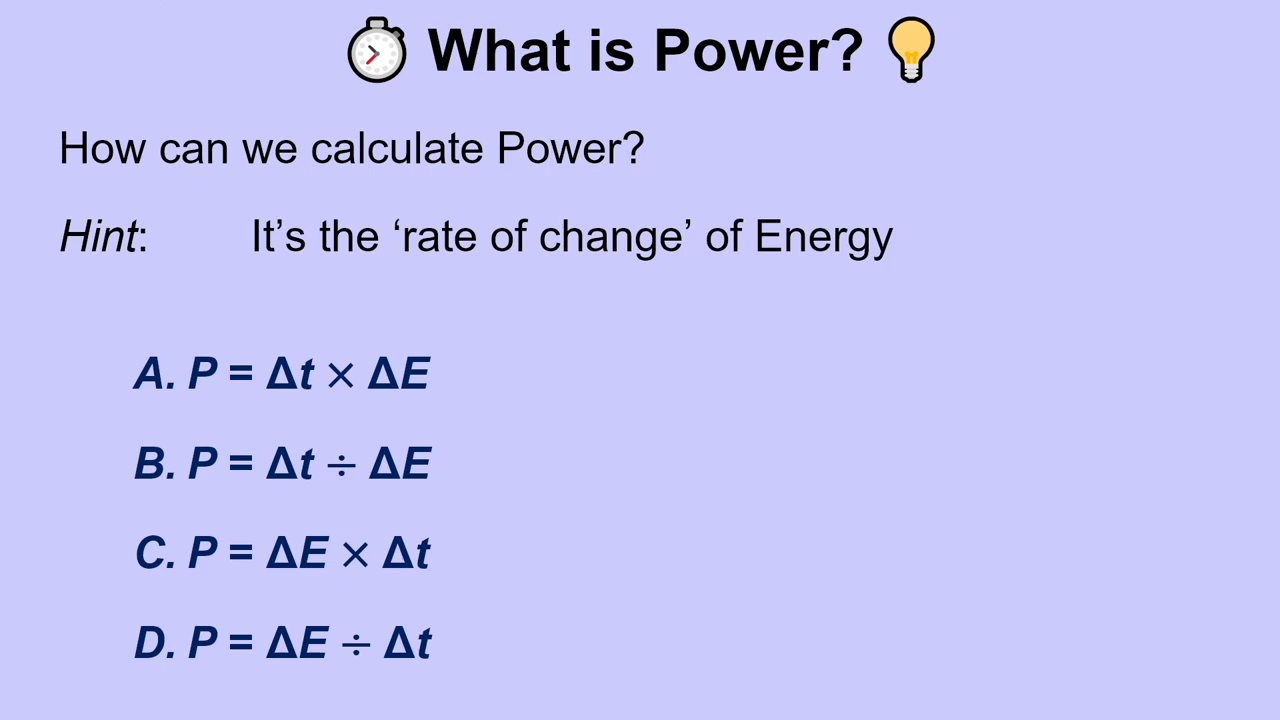 What is Power?
How can we calculate Power?
Hint: It’s the ‘rate of change’ of Energy
A. P = Δt × ΔE
B. P = Δt ÷ ΔE
C. P = ΔE × Δt
D. P = ΔE ÷ Δt